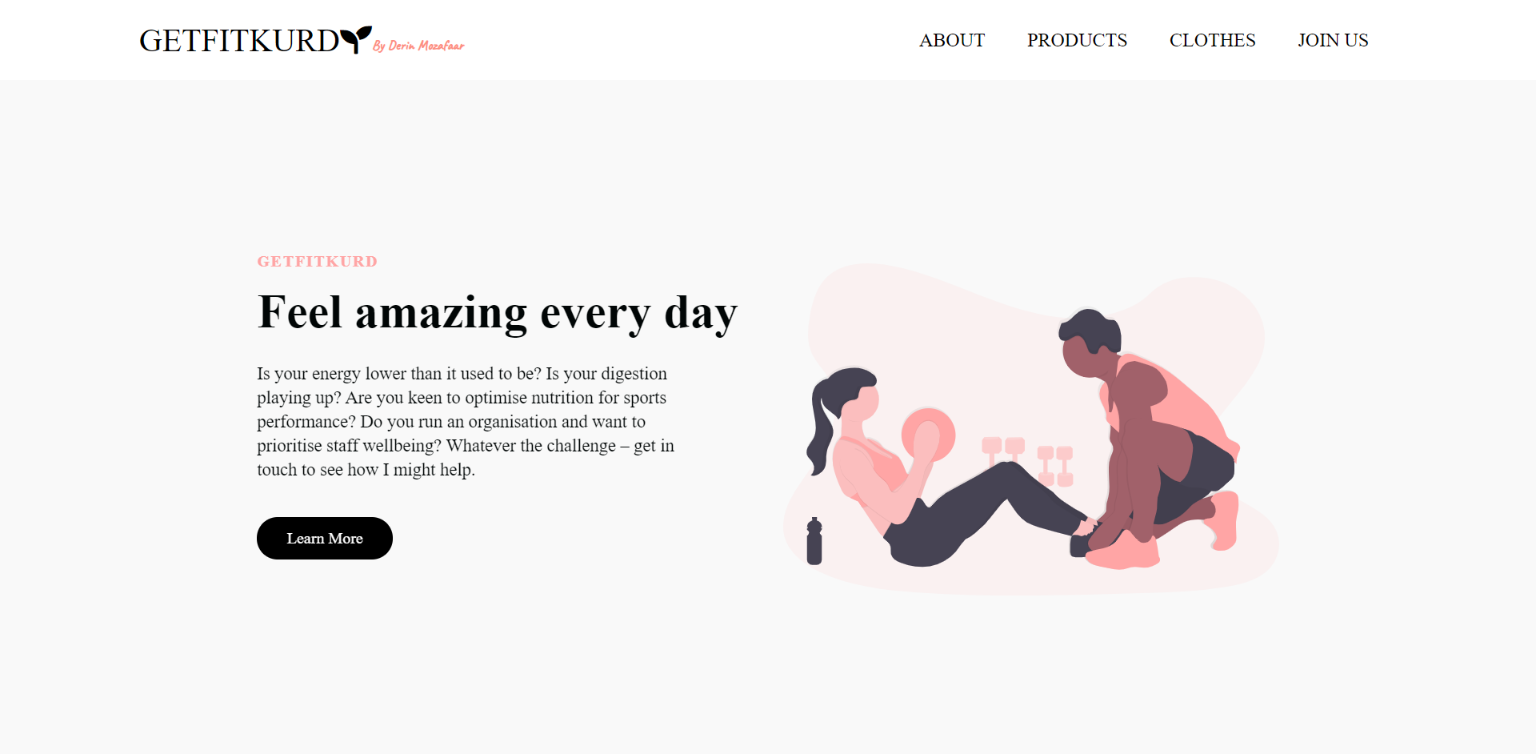 GETFITKURD By Derin Mozafaar
ABOUT PRODUCTS CLOTHES JOIN US
GETFITKURD
Feel amazing every day
Is your energy lower than it used to be? Is your digestion
playing up? Are you keen to optimise nutrition for sports
performance? Do you run an organisation and want to
prioritise staff wellbeing? Whatever the challenge – get in
touch to see how I might help.
Learn More